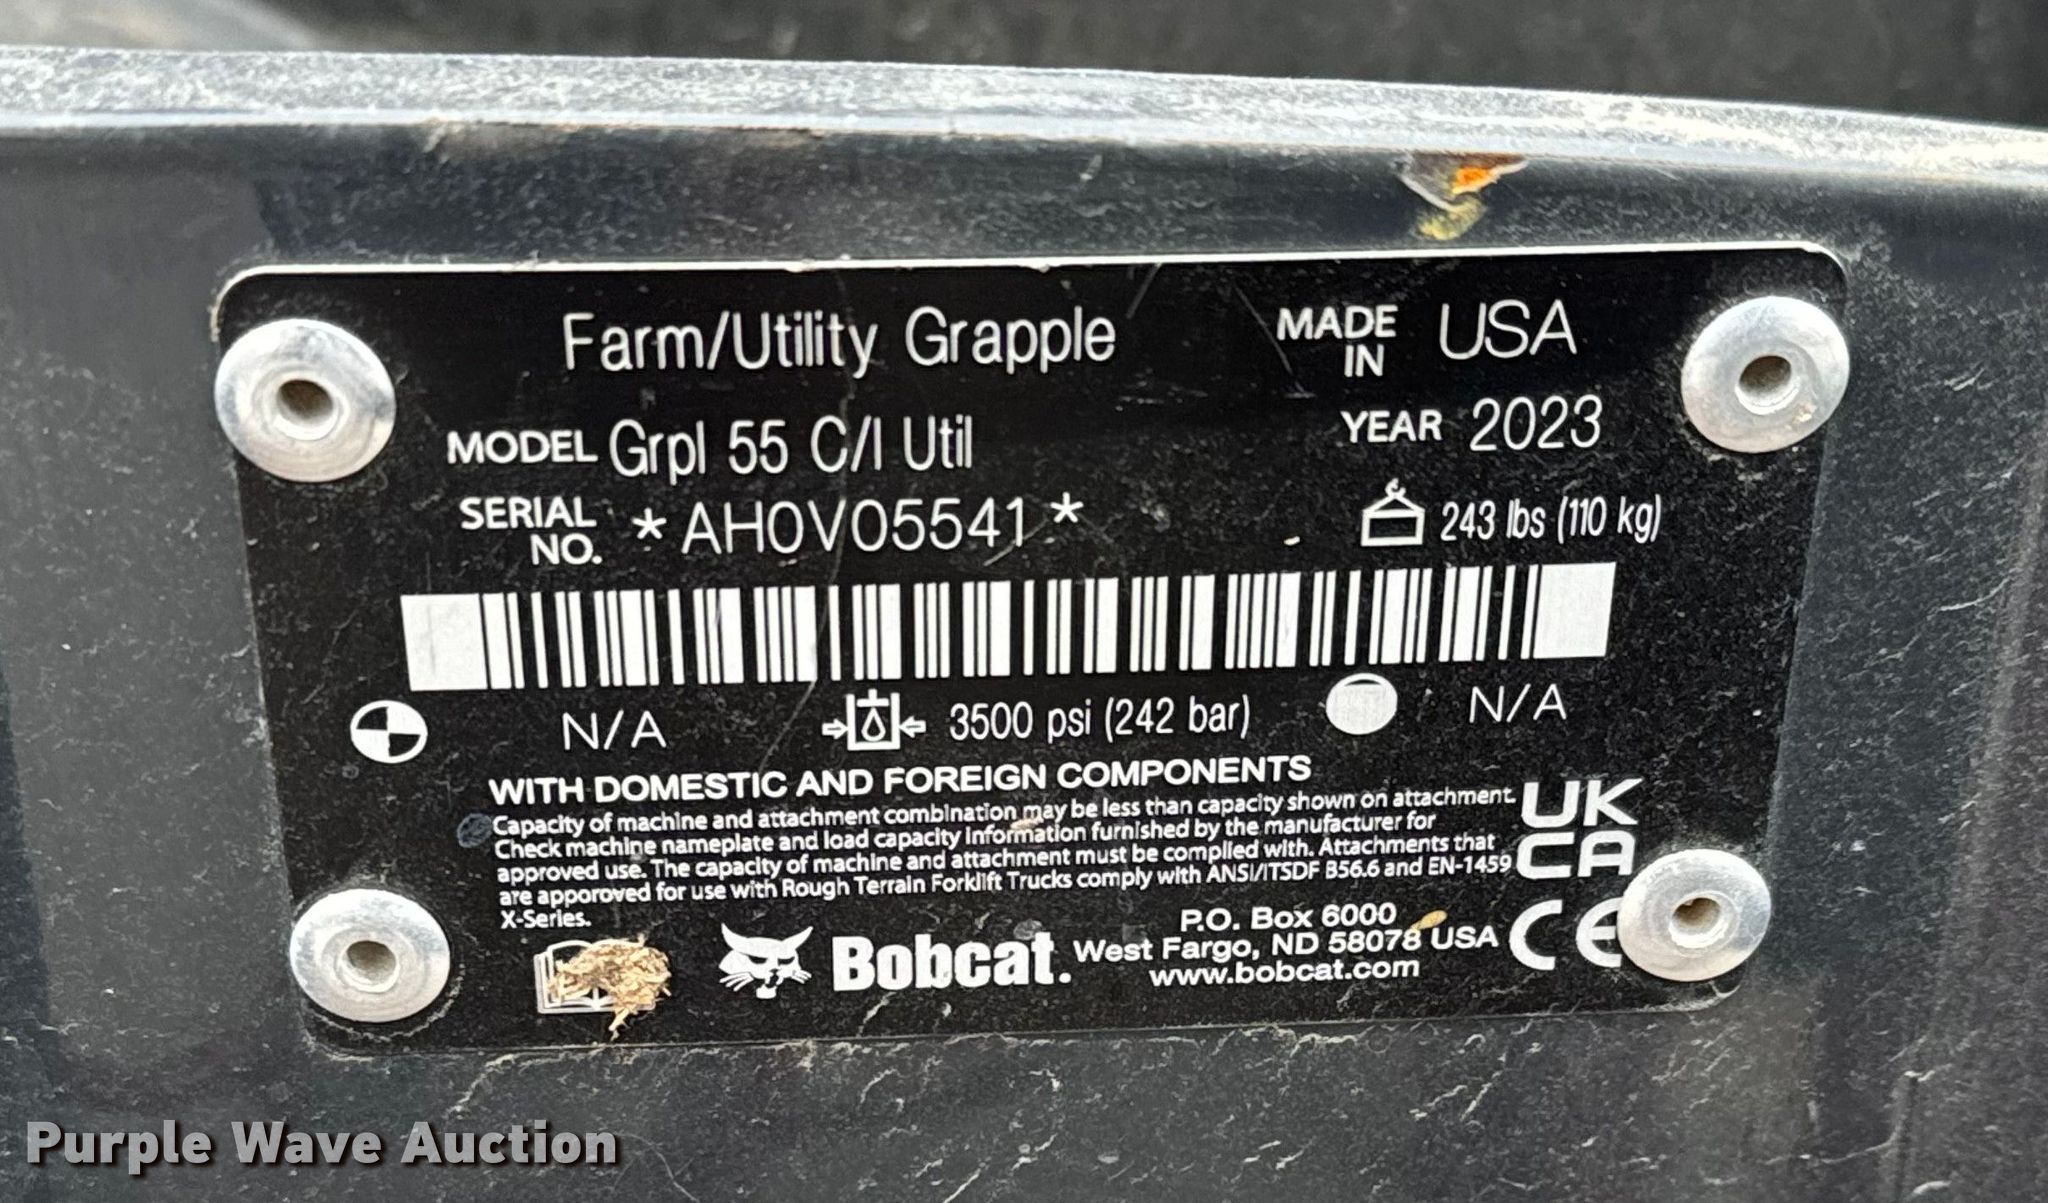 Farm/Utility Grapple
MADE IN USA
MODEL Grpl 55 C/I Util
YEAR 2023
SERIAL NO. *AH0V05541*
243 lbs (110 kg)
N/A
3500 psi (242 bar)
N/A
WITH DOMESTIC AND FOREIGN COMPONENTS
Capacity of machine and attachment combination may be less than capacity shown on attachment.
Check machine nameplate and load capacity information furnished by the manufacturer for
approved use. The capacity of machine and attachment must be complied with. Attachments that
are apporoved for use with Rough Terrain Forklift Trucks comply with ANSI/ITSDF B56.6 and EN-1459
X-Series.
UK
CA
CE
Bobcat.
P.O. Box 6000
West Fargo, ND 58078 USA
www.bobcat.com
Purple Wave Auction